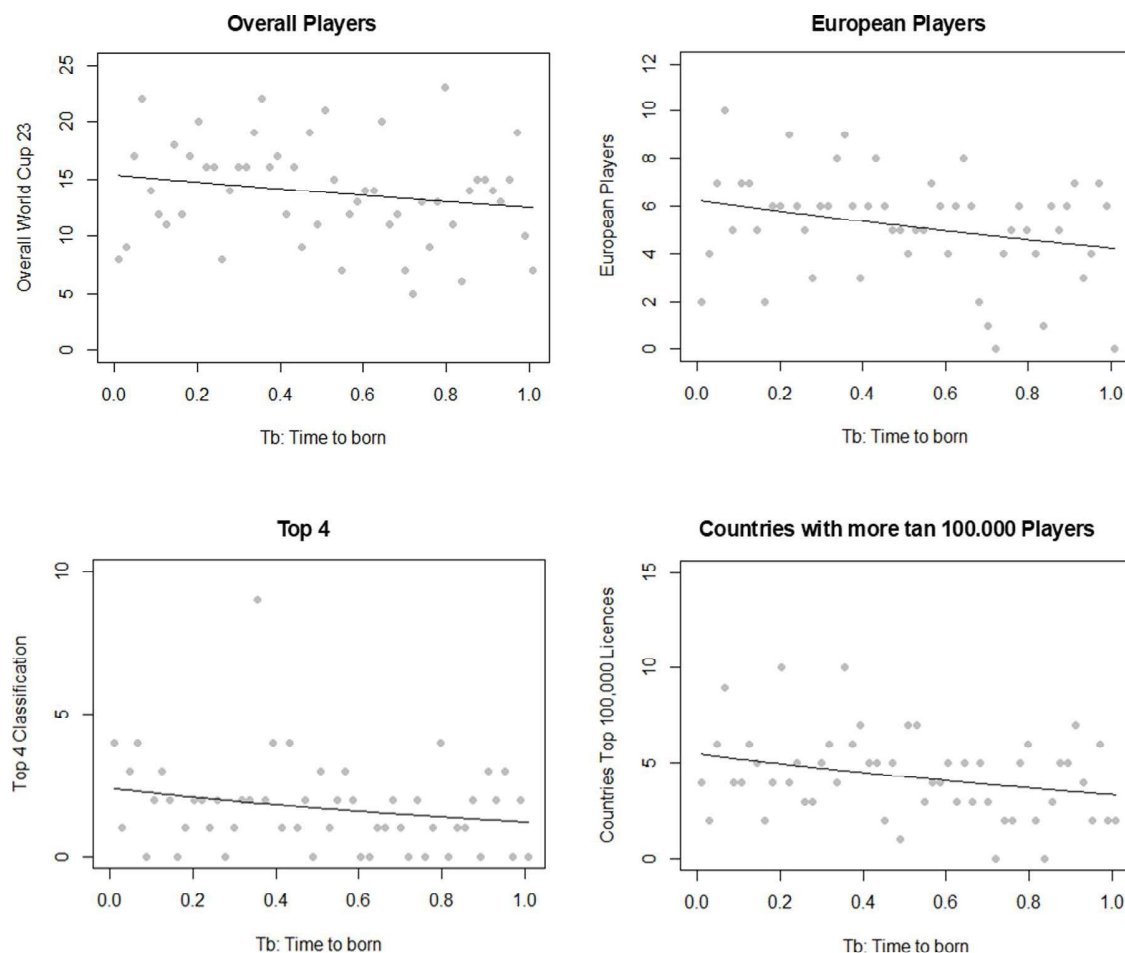 Overall Players
Overall World Cup 23
25
20
15
10
5
0
0.0 0.2 0.4 0.6 0.8 1.0
Tb: Time to born
European Players
European Players
12
10
8
6
4
2
0
0.0 0.2 0.4 0.6 0.8 1.0
Tb: Time to born
Top 4
Top 4 Classification
10
5
0
0.0 0.2 0.4 0.6 0.8 1.0
Tb: Time to born
Countries with more tan 100.000 Players
Countries Top 100,000 Licences
15
10
5
0
0.0 0.2 0.4 0.6 0.8 1.0
Tb: Time to born